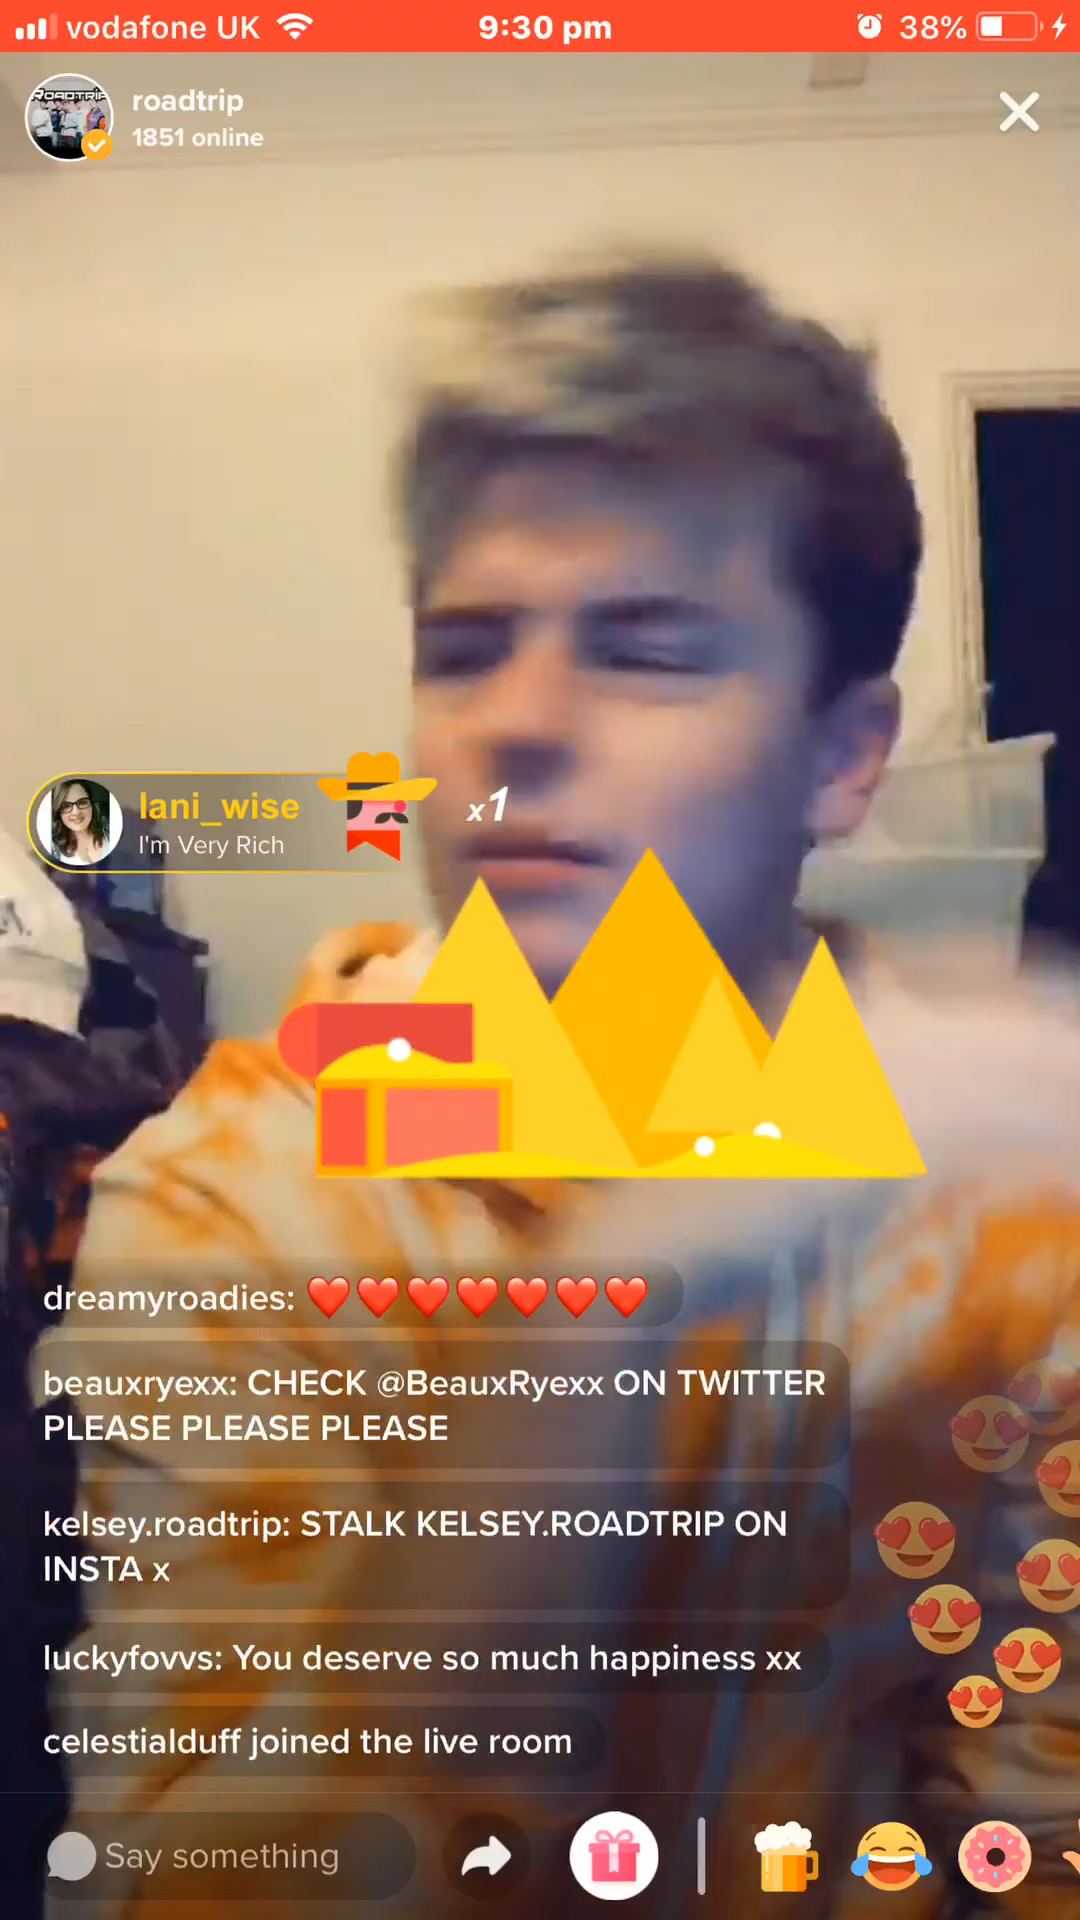 vodafone UK
9:30 pm
38%
ROADTRIP
roadtrip
1851 online
lani_wise
I'm Very Rich
x1
dreamyroadies: ❤️❤️❤️❤️❤️❤️❤️
beauxryexx: CHECK @BeauxRyexx ON TWITTER
PLEASE PLEASE PLEASE
kelsey.roadtrip: STALK KELSEY.ROADTRIP ON
INSTA x
luckyfovvs: You deserve so much happiness xx
celestialduff joined the live room
Say something